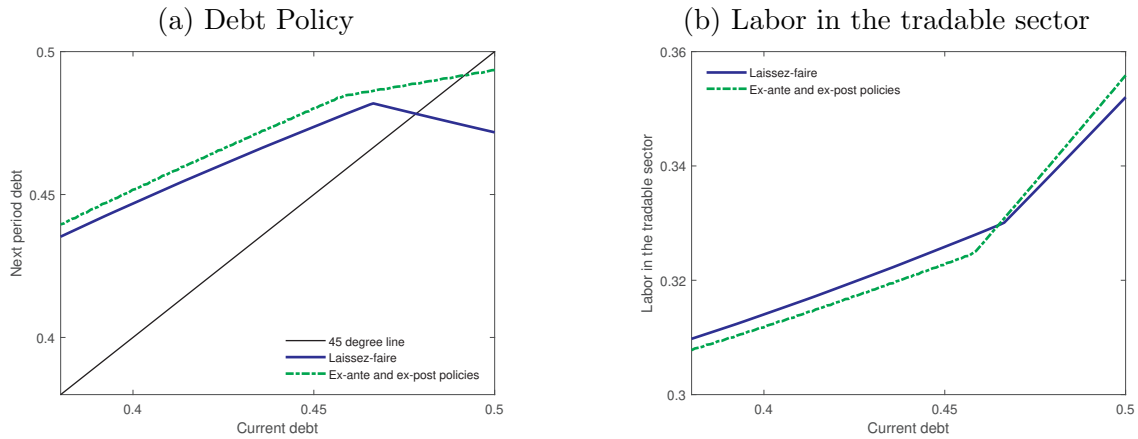 (a) Debt Policy
0.5
0.45
0.4
0.4
0.45
0.5
Next period debt
Current debt
45 degree line
Laissez-faire
Ex-ante and ex-post policies
(b) Labor in the tradable sector
0.36
0.34
0.32
0.3
0.4
0.45
0.5
Labor in the tradable sector
Current debt
Laissez-faire
Ex-ante and ex-post policies